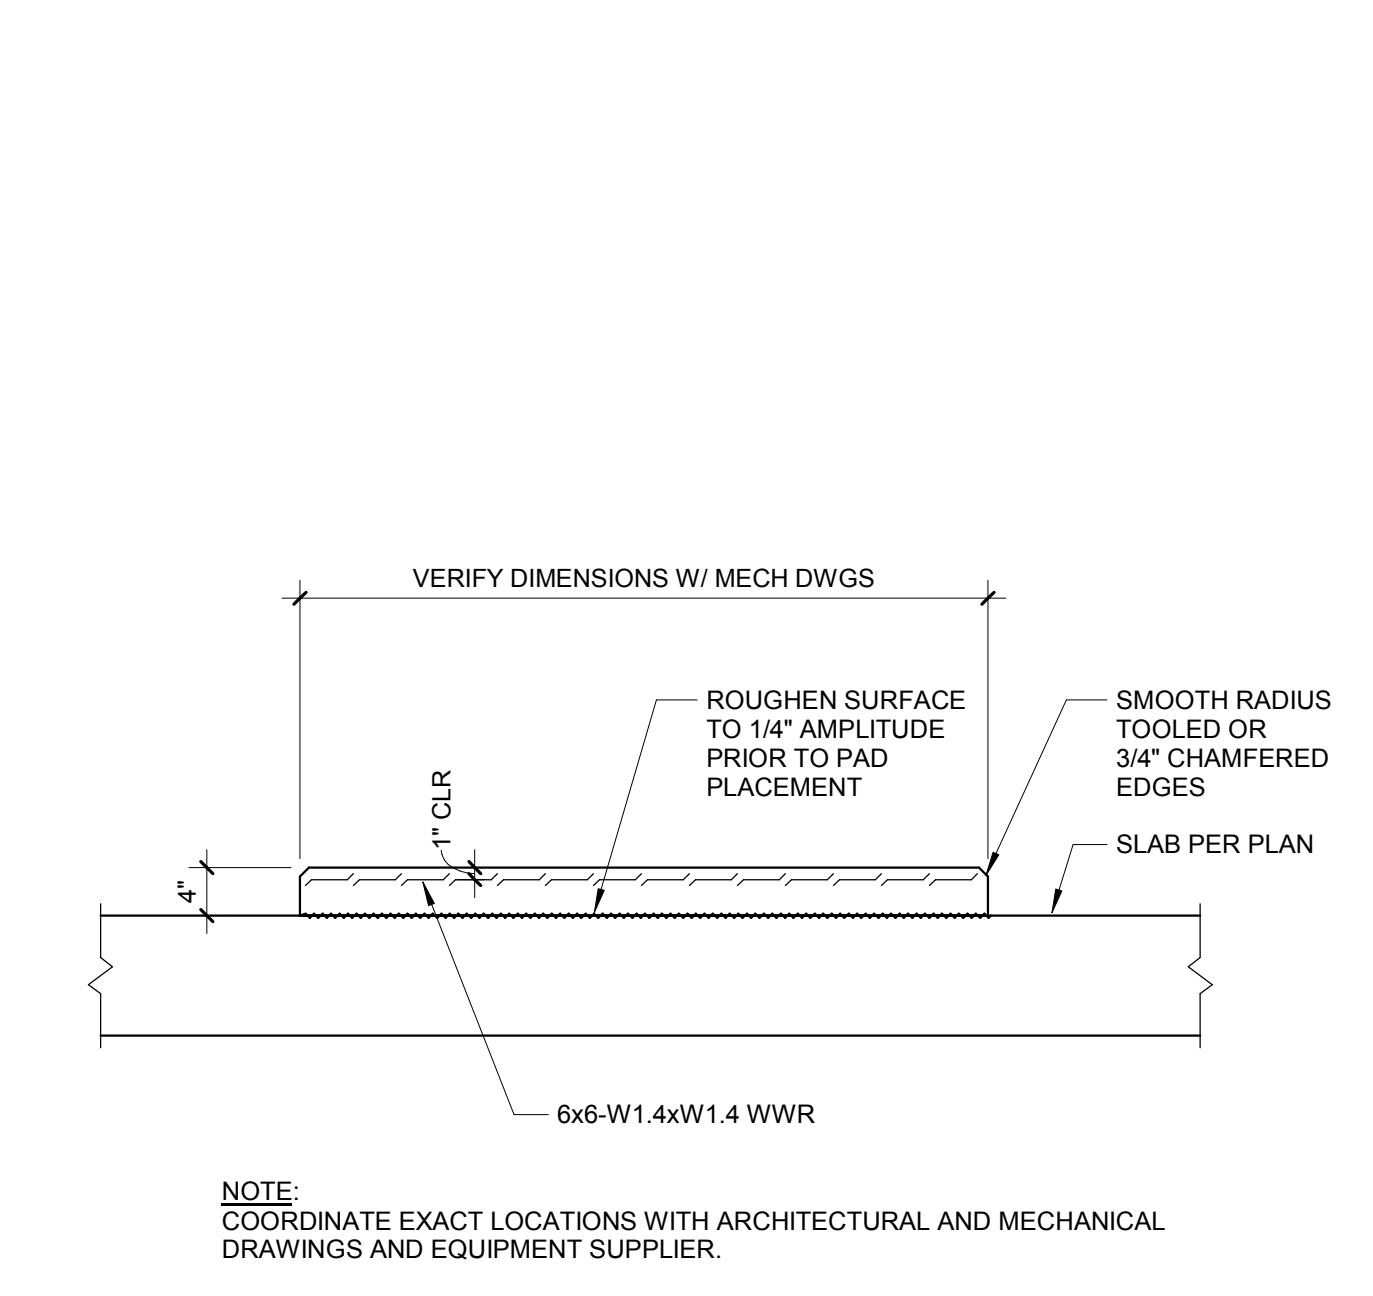 VERIFY DIMENSIONS W/ MECH DWGS
ROUGHEN SURFACE
TO 1/4" AMPLITUDE
PRIOR TO PAD
PLACEMENT
SMOOTH RADIUS
TOOLED OR
3/4" CHAMFERED
EDGES
1" CLR
SLAB PER PLAN
4"
6x6-W1.4xW1.4 WWR
NOTE:
COORDINATE EXACT LOCATIONS WITH ARCHITECTURAL AND MECHANICAL
DRAWINGS AND EQUIPMENT SUPPLIER.